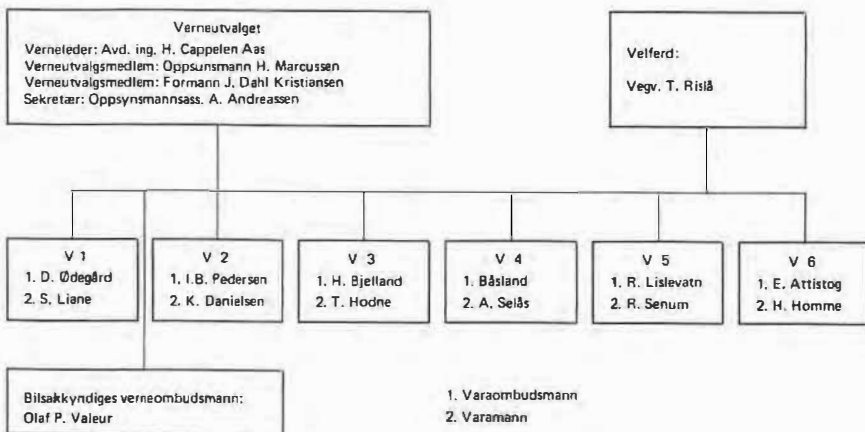 Verneutvalget
Verneleder: Avd. ing. H. Cappelen Aas
Verneutvalgsmedlem: Oppsunsmann H. Marcussen
Verneutvalgsmedlem: Formann J. Dahl Kristiansen
Sekretær: Oppsynsmannsass. A. Andreassen
Velferd:
Vegv. T. Rislå
V 1
1. D. Ødegård
2. S. Liane
V 2
1. I.B. Pedersen
2. K. Danielsen
V 3
1. H. Bjelland
2. T. Hodne
V 4
1. Båsland
2. A. Selås
V 5
1. R. Lislevatn
2. R. Senum
V 6
1. E. Attistog
2. H. Homme
Bilsakkyndiges verneombudsmann:
Olaf P. Valeur
1. Varaombudsmann
2. Varamann